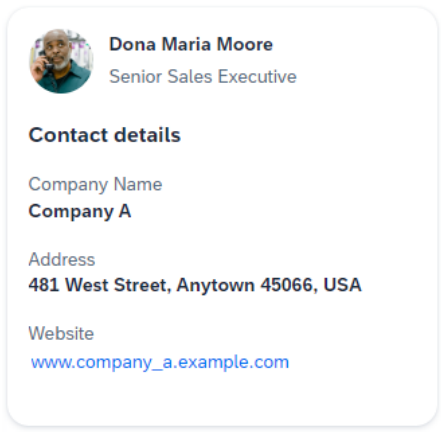 Dona Maria Moore
Senior Sales Executive
Contact details
Company Name
Company A
Address
481 West Street, Anytown 45066, USA
Website
www.company_a.example.com